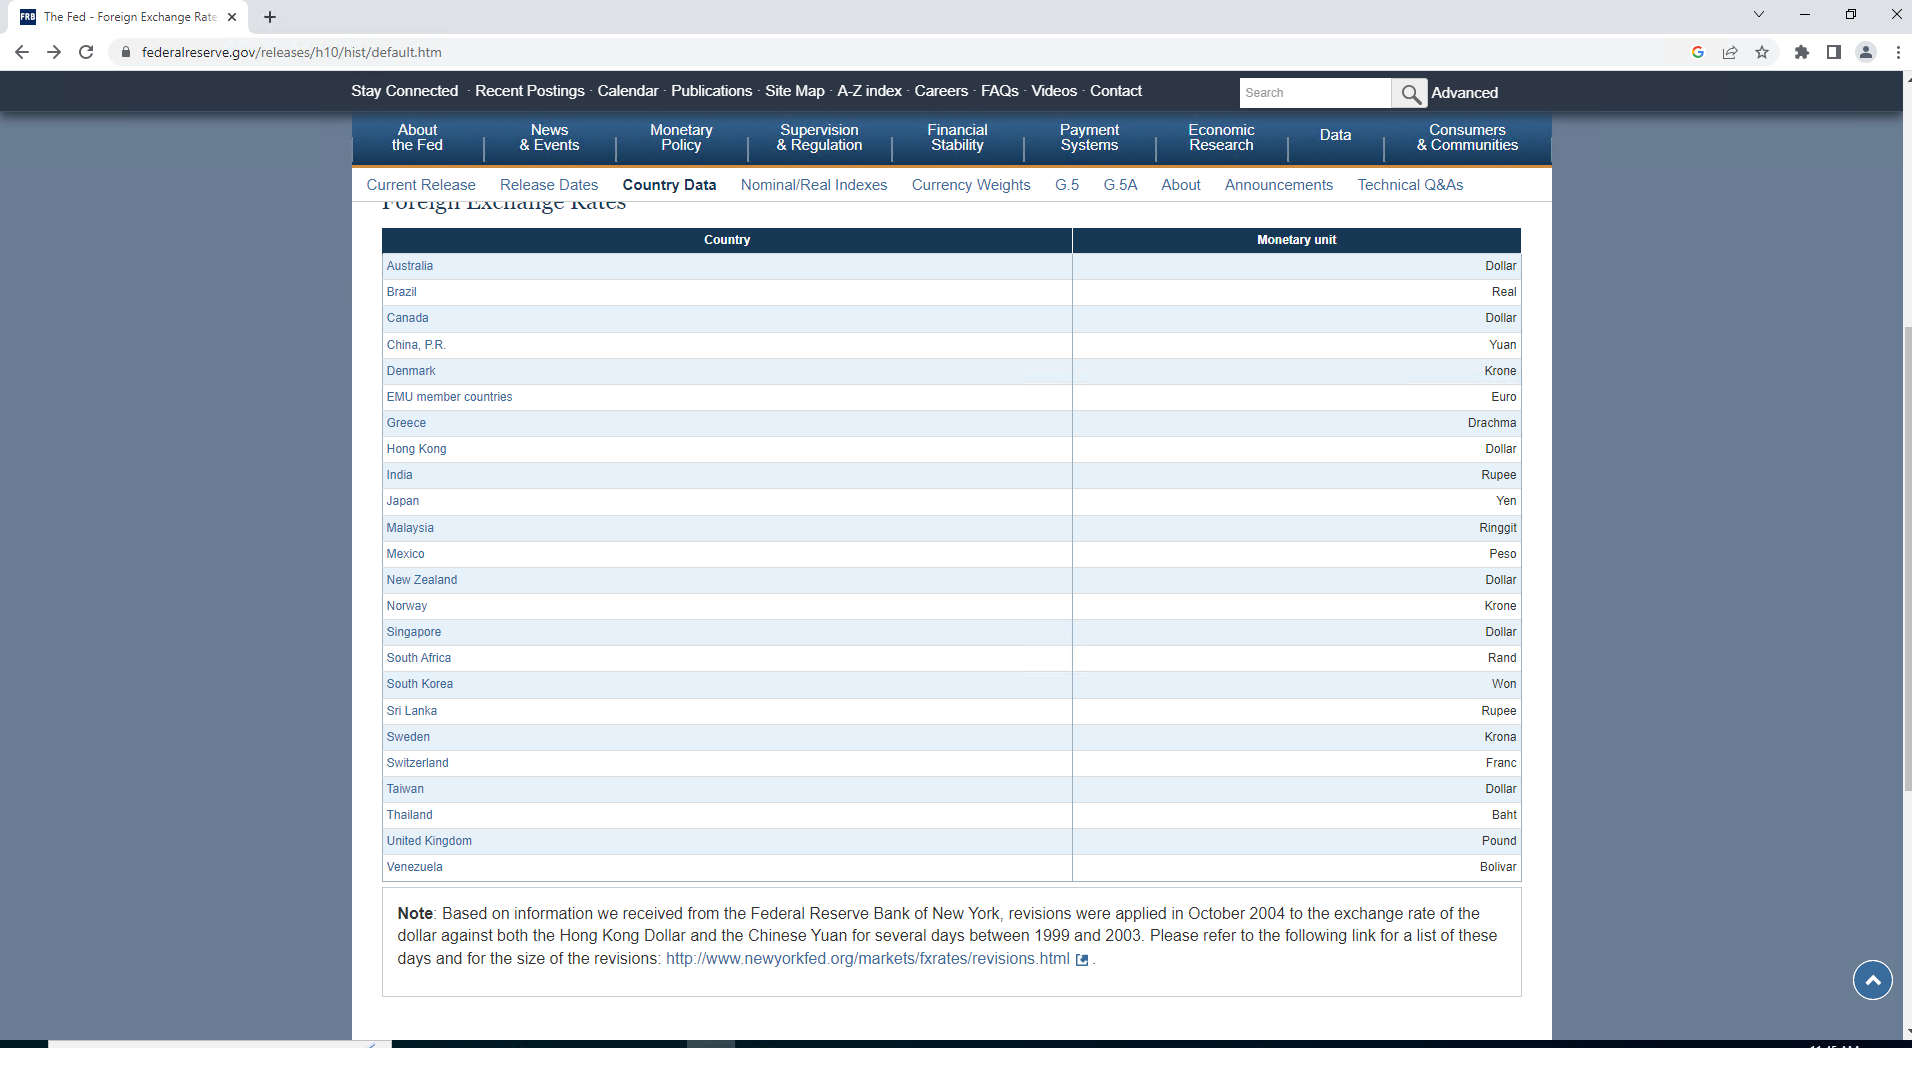 FRB The Fed - Foreign Exchange Rate
federalreserve.gov/releases/h10/hist/default.htm
Stay Connected · Recent Postings · Calendar · Publications · Site Map · A-Z index · Careers · FAQs · Videos · Contact Search Advanced
About the Fed
News & Events
Monetary Policy
Supervision & Regulation
Financial Stability
Payment Systems
Economic Research
Data
Consumers & Communities
Current Release Release Dates Country Data Nominal/Real Indexes Currency Weights G.5 G.5A About Announcements Technical Q&As
Foreign Exchange Rates
Country Monetary unit
Australia Dollar
Brazil Real
Canada Dollar
China, P.R. Yuan
Denmark Krone
EMU member countries Euro
Greece Drachma
Hong Kong Dollar
India Rupee
Japan Yen
Malaysia Ringgit
Mexico Peso
New Zealand Dollar
Norway Krone
Singapore Dollar
South Africa Rand
South Korea Won
Sri Lanka Rupee
Sweden Krona
Switzerland Franc
Taiwan Dollar
Thailand Baht
United Kingdom Pound
Venezuela Bolivar
Note: Based on information we received from the Federal Reserve Bank of New York, revisions were applied in October 2004 to the exchange rate of the
dollar against both the Hong Kong Dollar and the Chinese Yuan for several days between 1999 and 2003. Please refer to the following link for a list of these
days and for the size of the revisions: http://www.newyorkfed.org/markets/fxrates/revisions.html .